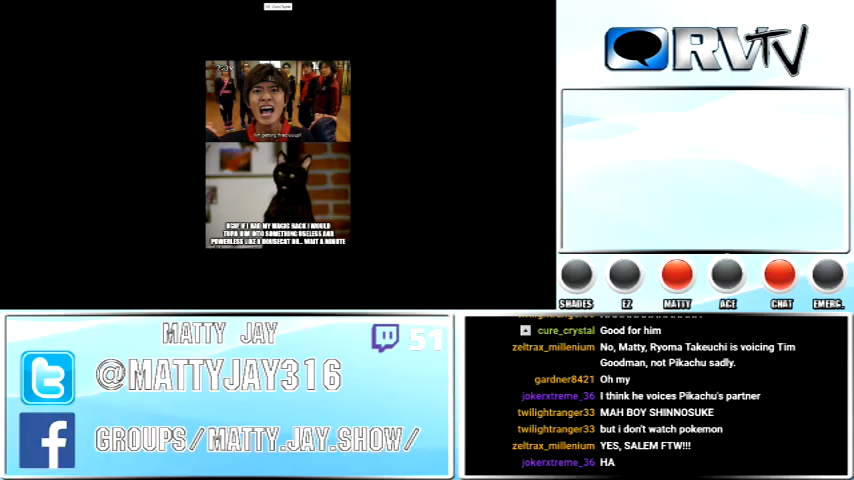 RVTV
I'm getting fired uuup!
UGH! IF I HAD MY MAGIC BACK I WOULD
TURN HIM INTO SOMETHING USELESS AND
POWERLESS LIKE A HOUSECAT OH... WAIT A MINUTE
SHADES
EZ
MATTY
ACE
CHAT
EMERG.
MATTY JAY
51
@MATTYJAY316
GROUPS/MATTY.JAY.SHOW/
cure_crystal Good for him
zeltrax_millenium No, Matty, Ryoma Takeuchi is voicing Tim
Goodman, not Pikachu sadly.
gardner8421 Oh my
jokerxtreme_36 I think he voices Pikachu's partner
twilightranger33 MAH BOY SHINNOSUKE
twilightranger33 but i don't watch pokemon
zeltrax_millenium YES, SALEM FTW!!!
jokerxtreme_36 HA